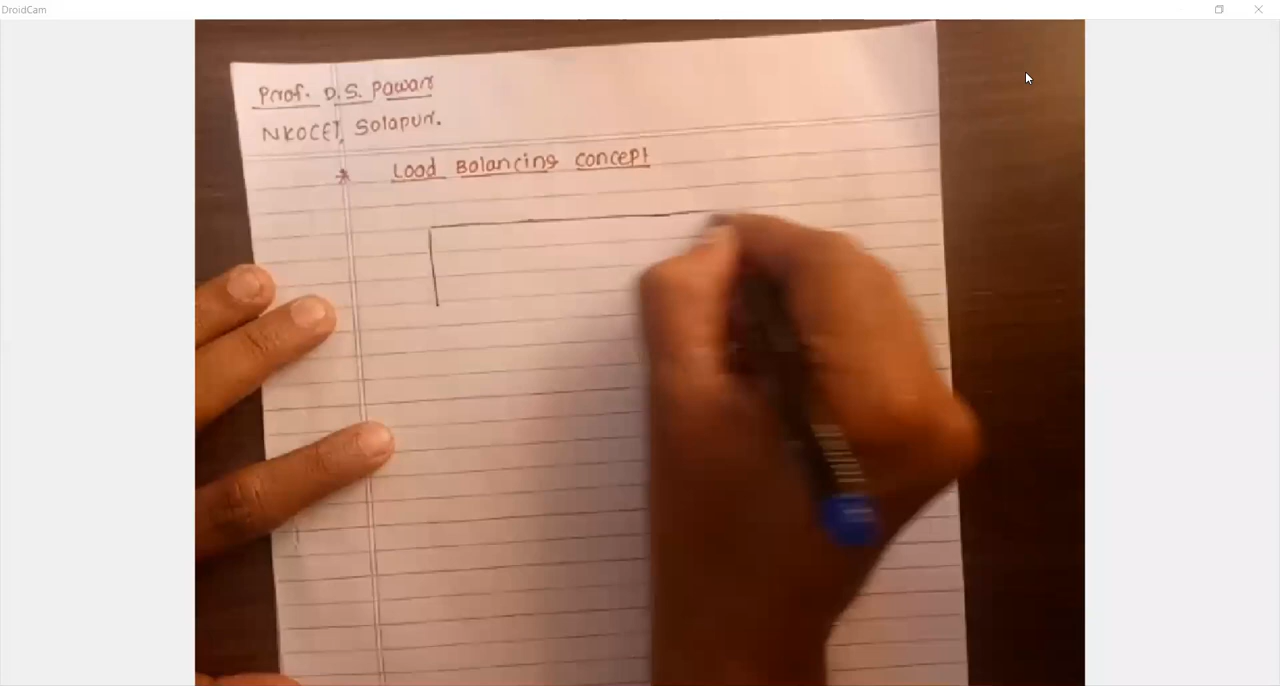 DroidCam
Prof. D.S. Pawar
NKOCET, Solapur.
* Load Balancing Concept